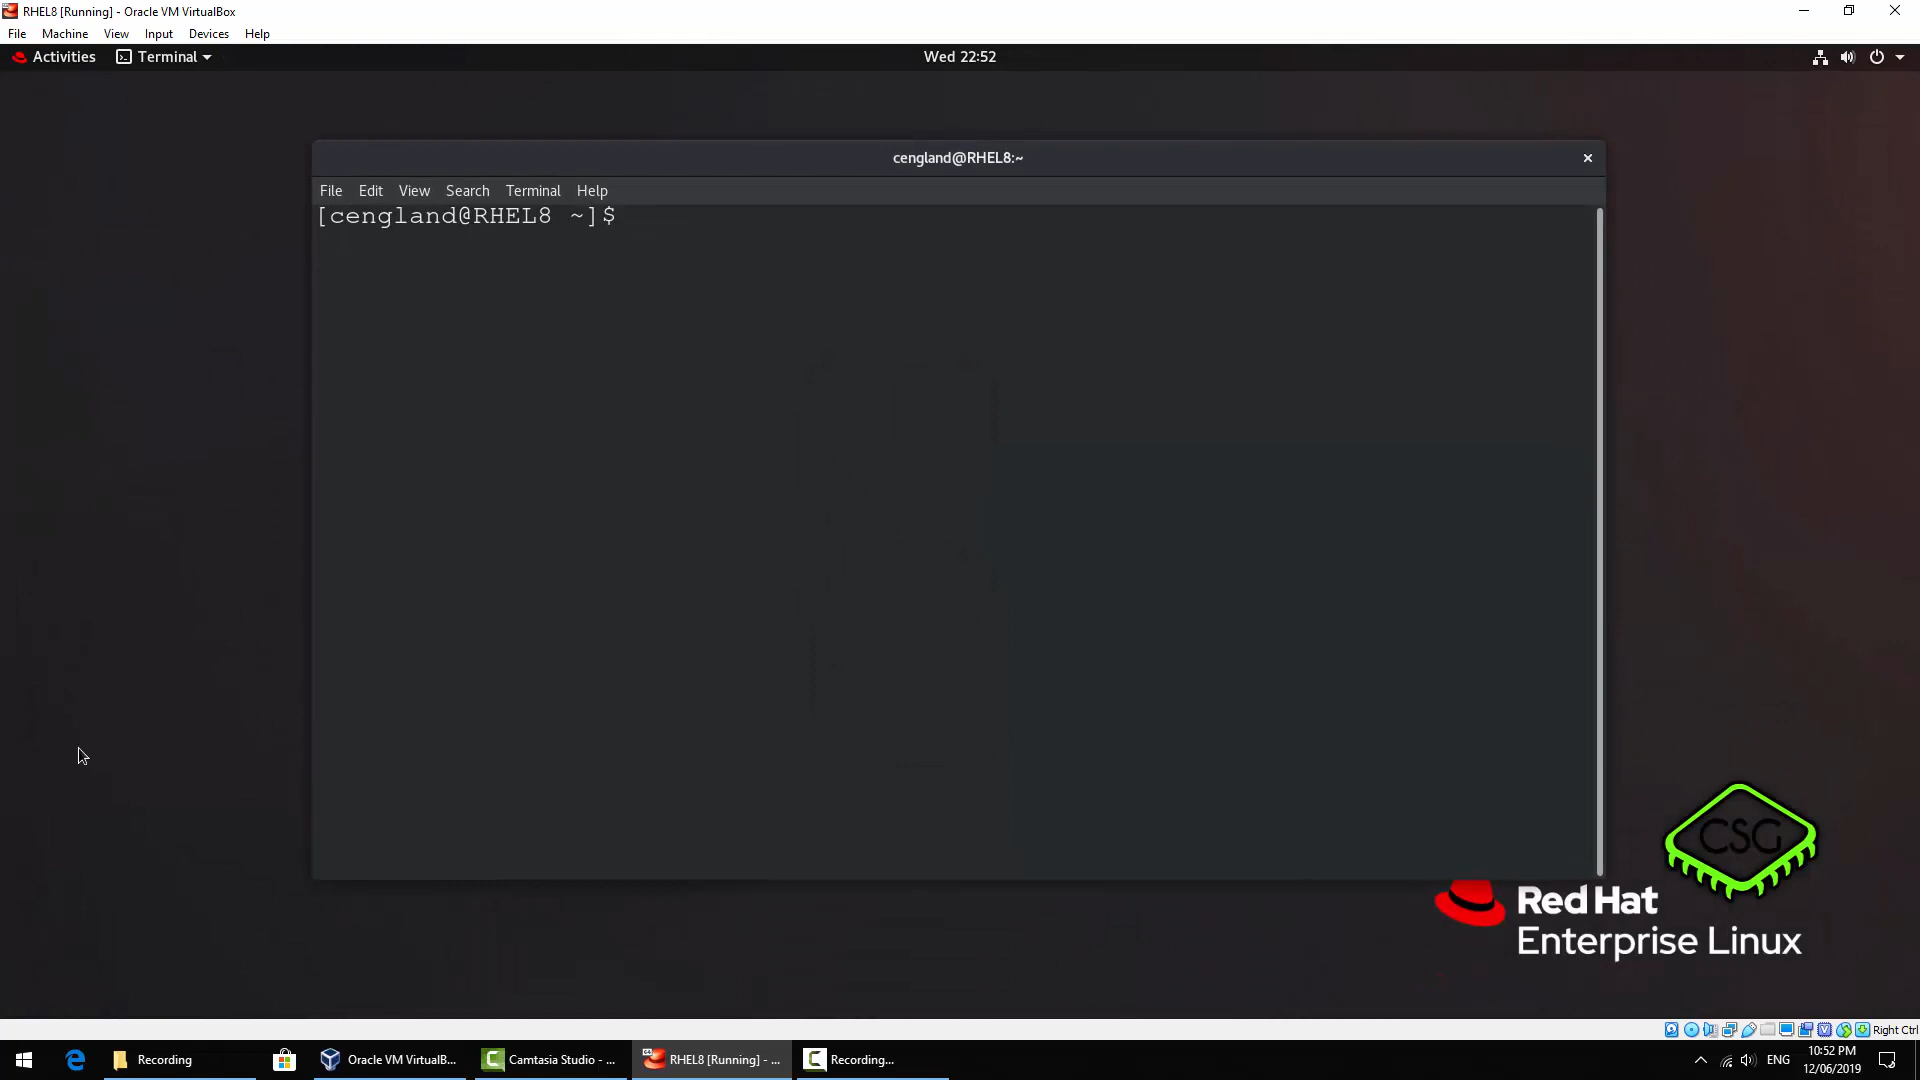 RHEL8 [Running] - Oracle VM VirtualBox
File Machine View Input Devices Help
Activities Terminal Wed 22:52
cengland@RHEL8:~
File Edit View Search Terminal Help
[cengland@RHEL8 ~]$
CSG
Red Hat
Enterprise Linux
Right Ctrl
Recording Oracle VM VirtualB... Camtasia Studio - ... RHEL8 [Running] - ... Recording... ENG 10:52 PM
12/06/2019